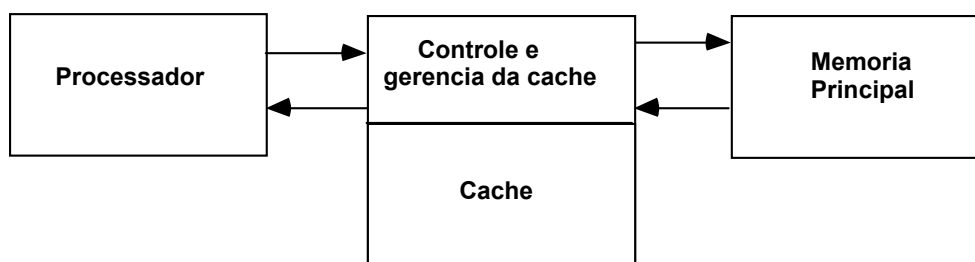 Processador
Controle e
gerencia da cache
Memoria
Principal
Cache